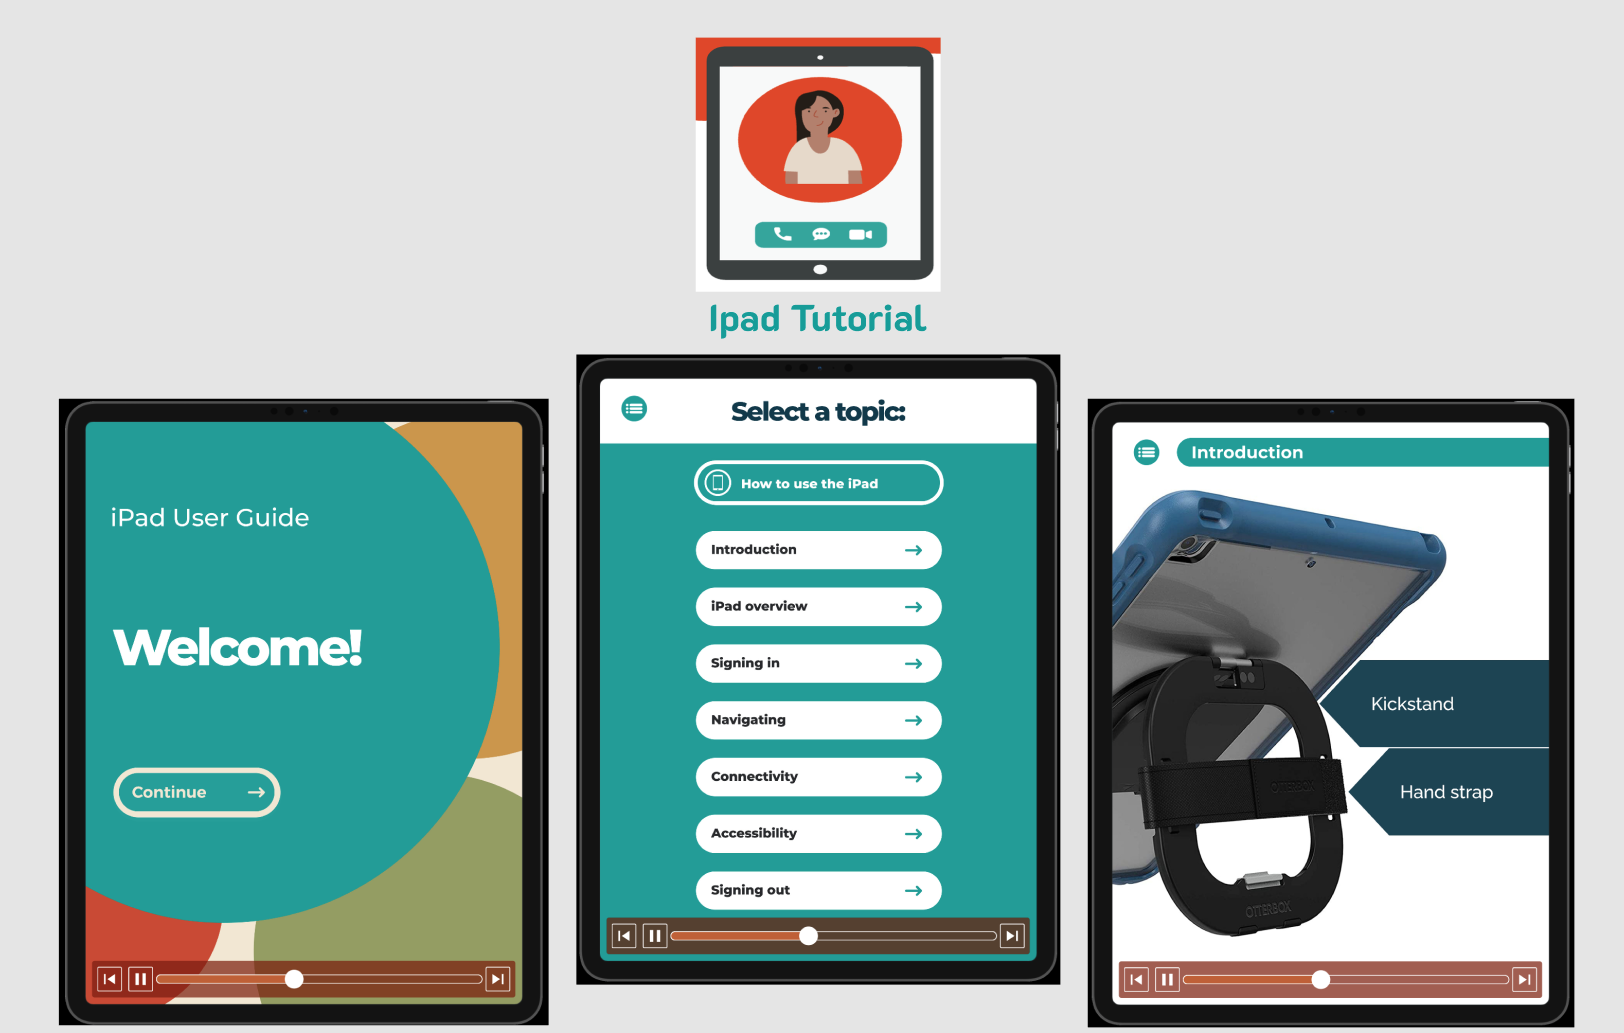 Ipad Tutorial
iPad User Guide
Welcome!
Continue
Select a topic:
How to use the iPad
Introduction
iPad overview
Signing in
Navigating
Connectivity
Accessibility
Signing out
Introduction
Kickstand
Hand strap
OTTERBOX
OTTERBOX